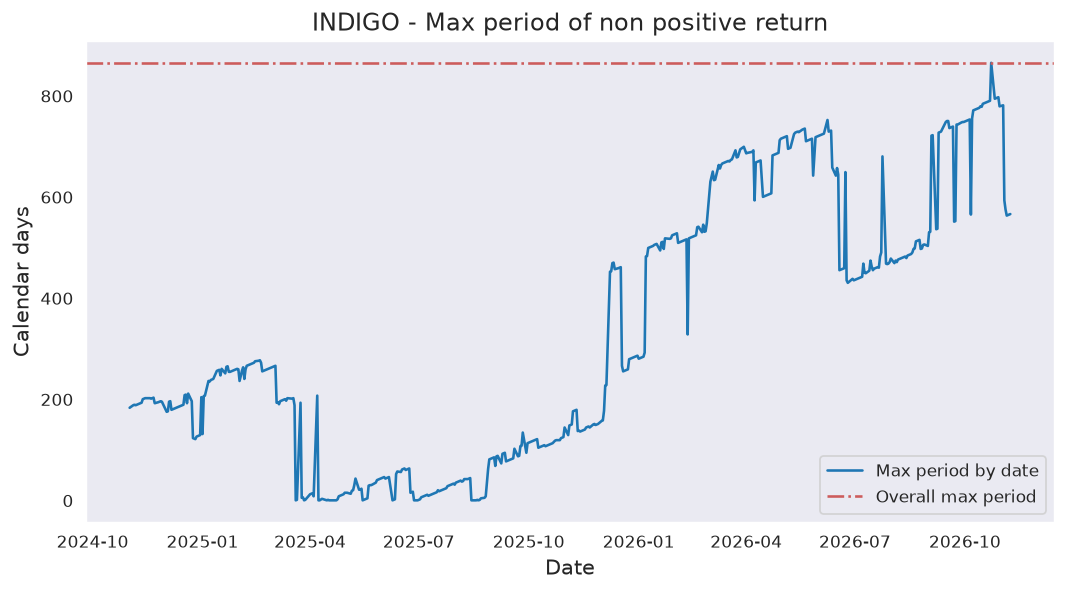 INDIGO - Max period of non positive return
Calendar days
800
600
400
200
0
Max period by date
Overall max period
2024-10 2025-01 2025-04 2025-07 2025-10 2026-01 2026-04 2026-07 2026-10
Date